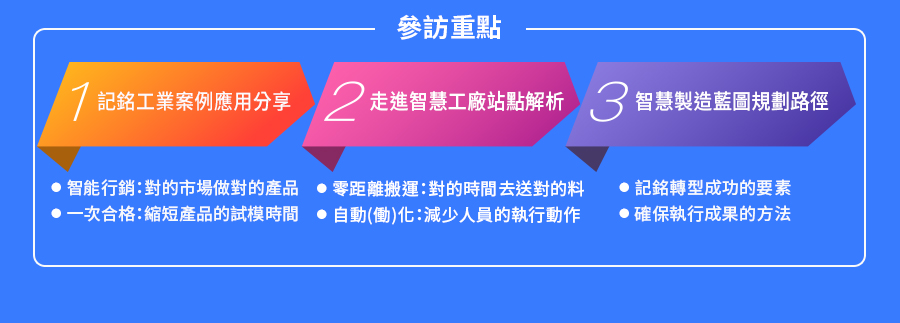 參訪重點
1 記銘工業案例應用分享
2 走進智慧工廠站點解析
3 智慧製造藍圖規劃路徑
● 智能行銷:對的市場做對的產品
● 一次合格:縮短產品的試模時間
● 零距離搬運:對的時間去送對的料
● 自動(働)化:減少人員的執行動作
● 記銘轉型成功的要素
● 確保執行成果的方法